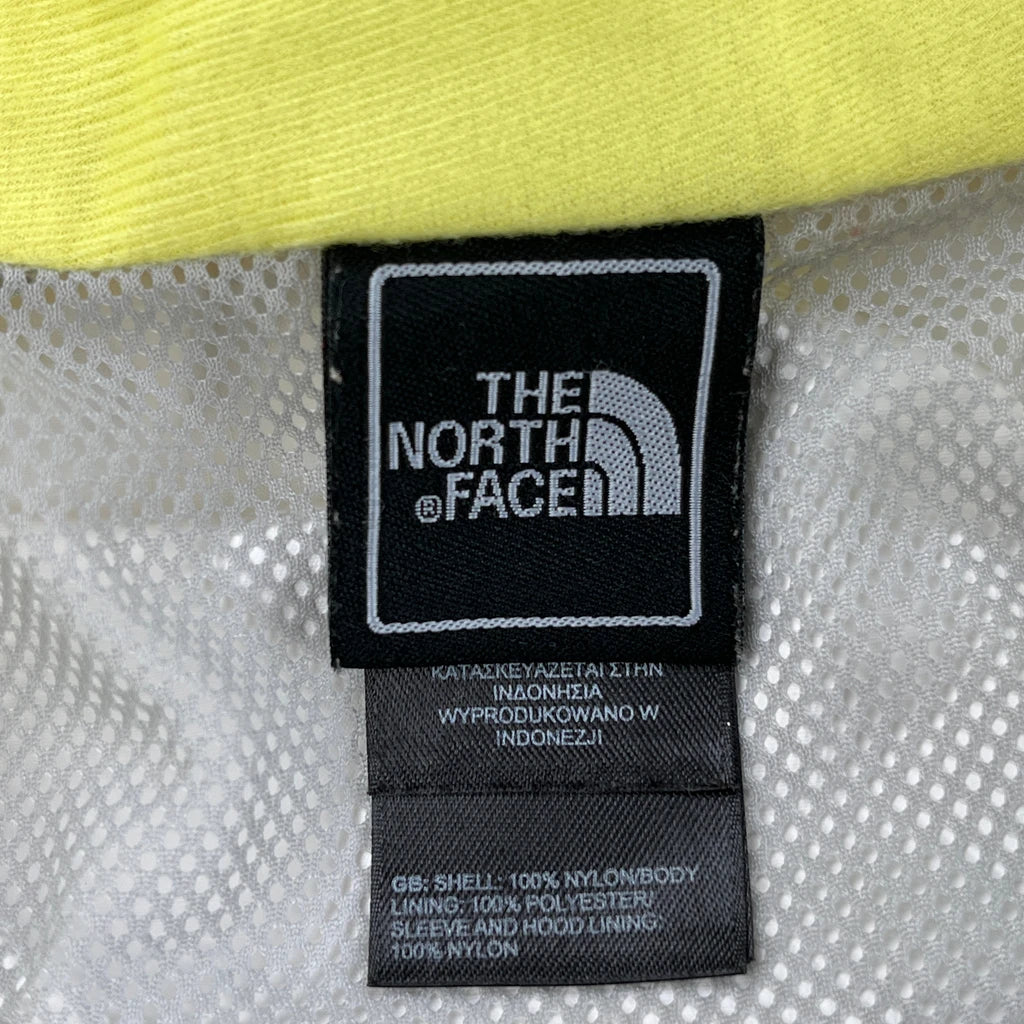 THE
NORTH
®FACE
ΚΑΤΑΣΚΕΥΑΖΕΤΑΙ ΣΤΗΝ
ΙΝΔΟΝΗΣΙΑ
WYPRODUKOWANO W
INDONEZJI
GB: SHELL: 100% NYLON/BODY
LINING: 100% POLYESTER/
SLEEVE AND HOOD LINING:
100% NYLON